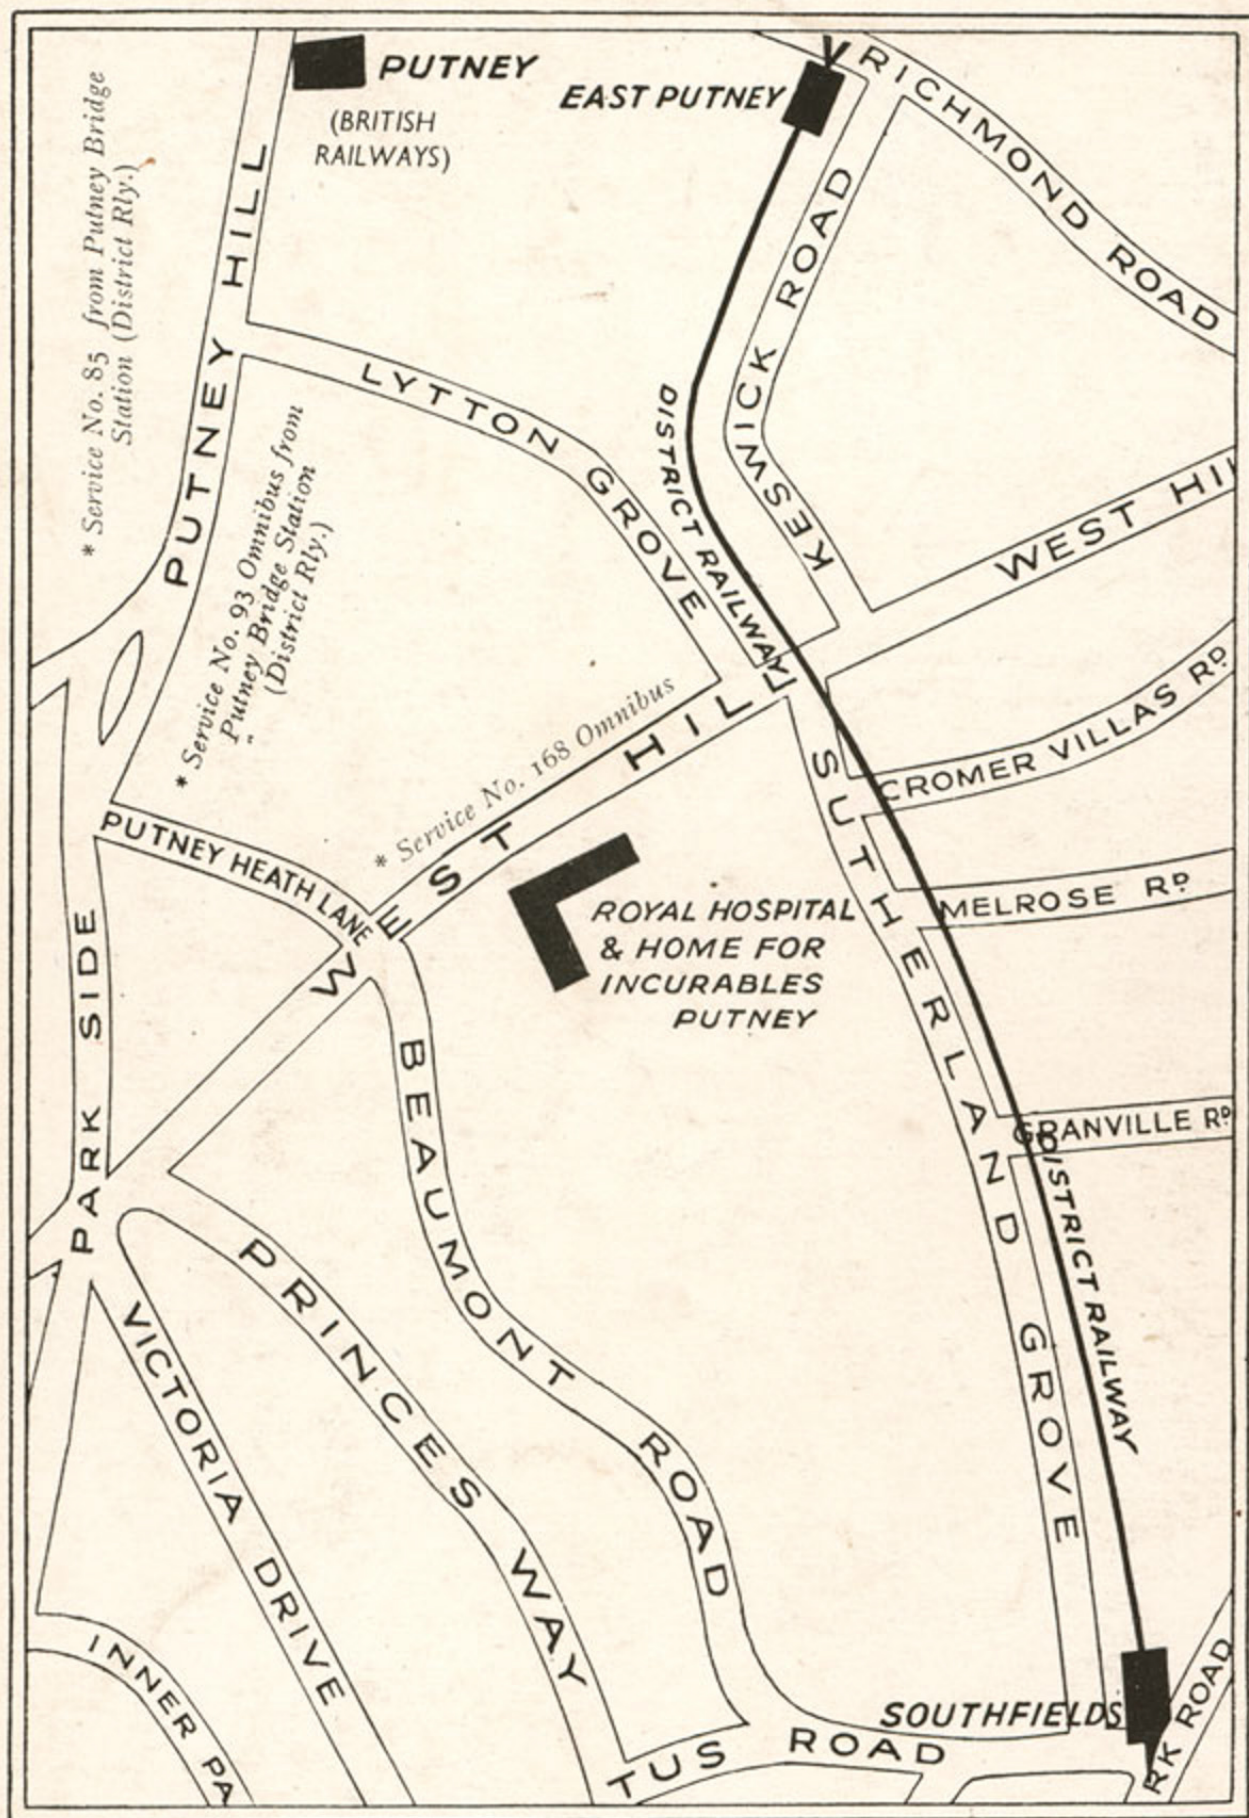 PUTNEY
(BRITISH
RAILWAYS)
EAST PUTNEY
RICHMOND ROAD
* Service No. 85 from Putney Bridge
Station (District Rly.)
PUTNEY HILL
KESWICK ROAD
LYTTON GROVE
DISTRICT RAILWAY
* Service No. 93 Omnibus from
Putney Bridge Station
(District Rly.)
WEST HIL
WEST HILL
* Service No. 168 Omnibus
CROMER VILLAS RD
SUTHERLAND GROVE
PUTNEY HEATH LANE
MELROSE RD
ROYAL HOSPITAL
& HOME FOR
INCURABLES
PUTNEY
PARK SIDE
BEAUMONT ROAD
GRANVILLE RD
DISTRICT RAILWAY
PRINCES WAY
VICTORIA DRIVE
INNER PA
SOUTHFIELDS
TUS ROAD
RK ROAD